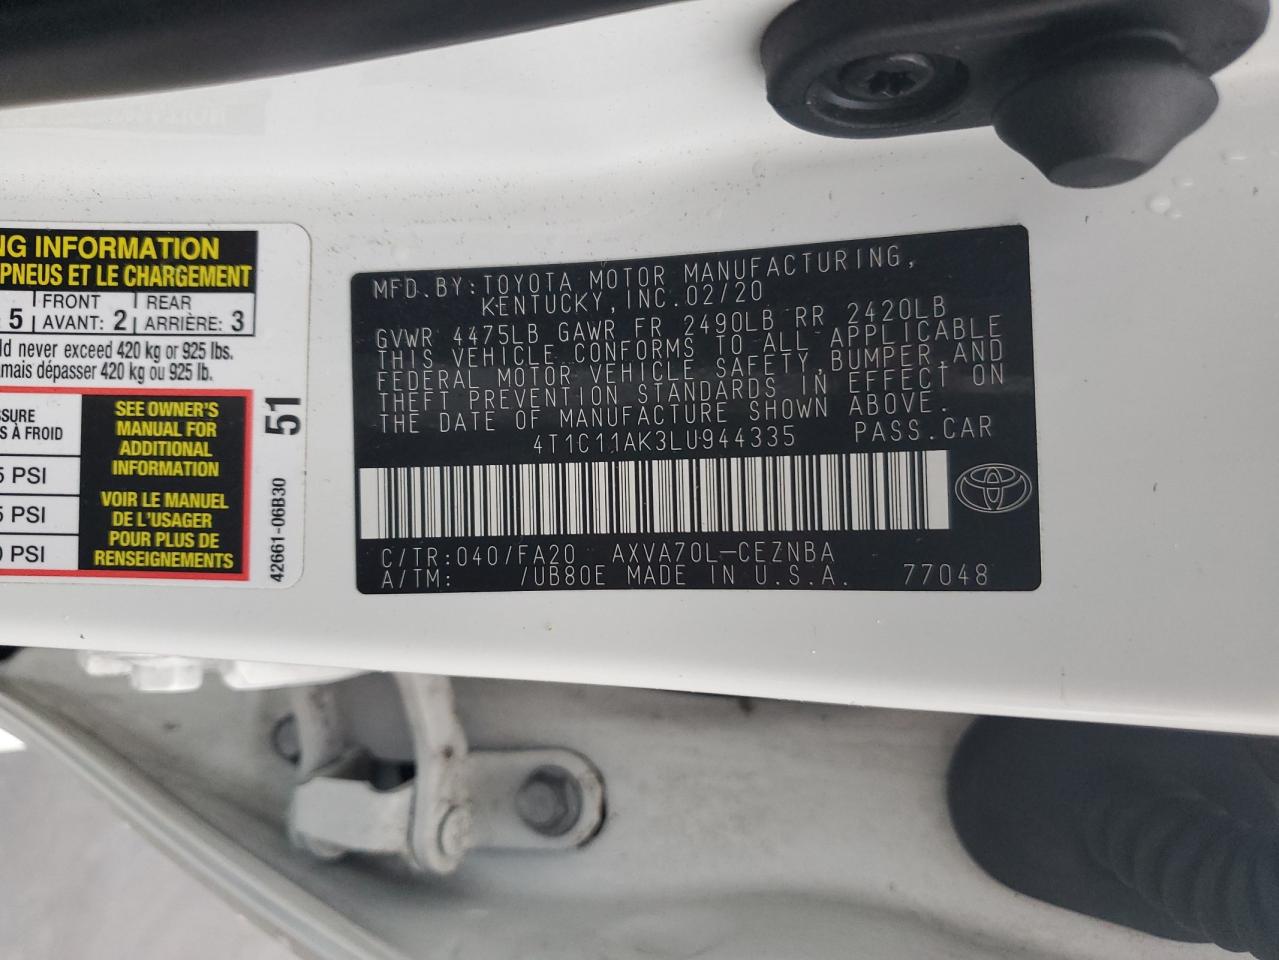 NG INFORMATION
PNEUS ET LE CHARGEMENT
5 FRONT AVANT: 2 REAR ARRIÈRE: 3
never exceed 420 kg or 925 lbs.
dépasser 420 kg ou 925 lb.
SEE OWNER'S
MANUAL FOR
ADDITIONAL
INFORMATION
VOIR LE MANUEL
DE L'USAGER
POUR PLUS DE
RENSEIGNEMENTS
À FROID
PSI
PSI
PSI
51
42661-06B30
MFD.BY:TOYOTA MOTOR MANUFACTURING,
KENTUCKY,INC.02/20
GVWR 4475LB GAWR FR 2490LB RR 2420LB
THIS VEHICLE CONFORMS TO ALL APPLICABLE
FEDERAL MOTOR VEHICLE SAFETY,BUMPER,AND
THEFT PREVENTION STANDARDS IN EFFECT ON
THE DATE OF MANUFACTURE SHOWN ABOVE.
4T1C11AK3LU944335 PASS.CAR
C/TR:040/FA20 AXVA70L-CEZNBA
A/TM: /UB80E MADE IN U.S.A. 77048